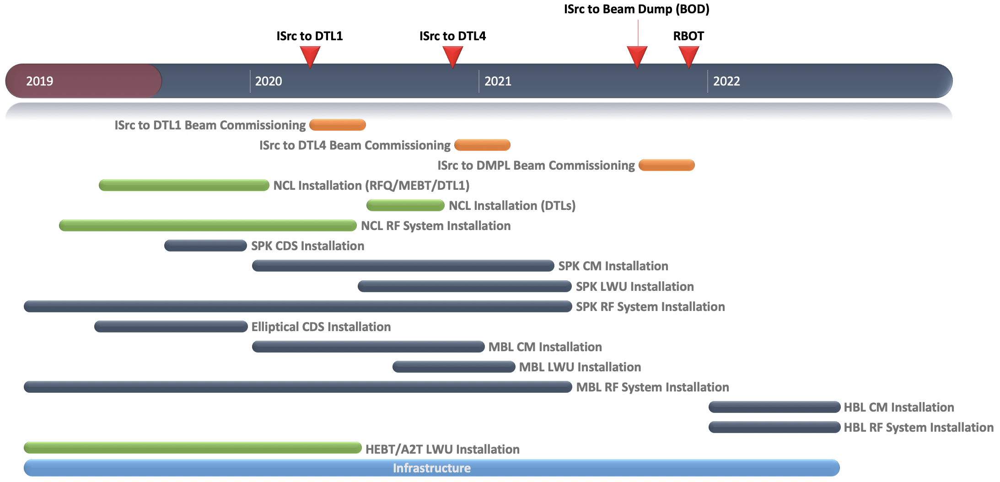 ISrc to Beam Dump (BOD)
ISrc to DTL1
ISrc to DTL4
RBOT
2019
2020
2021
2022
ISrc to DTL1 Beam Commissioning
ISrc to DTL4 Beam Commissioning
ISrc to DMPL Beam Commissioning
NCL Installation (RFQ/MEBT/DTL1)
NCL Installation (DTLs)
NCL RF System Installation
SPK CDS Installation
SPK CM Installation
SPK LWU Installation
SPK RF System Installation
Elliptical CDS Installation
MBL CM Installation
MBL LWU Installation
MBL RF System Installation
HBL CM Installation
HBL RF System Installation
HEBT/A2T LWU Installation
Infrastructure